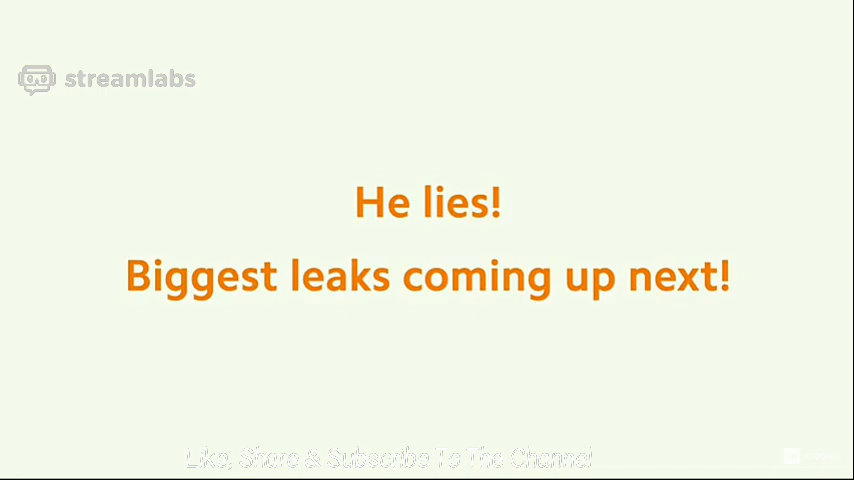 streamlabs
He lies!
Biggest leaks coming up next!
Like, Share & Subscribe To The Channel